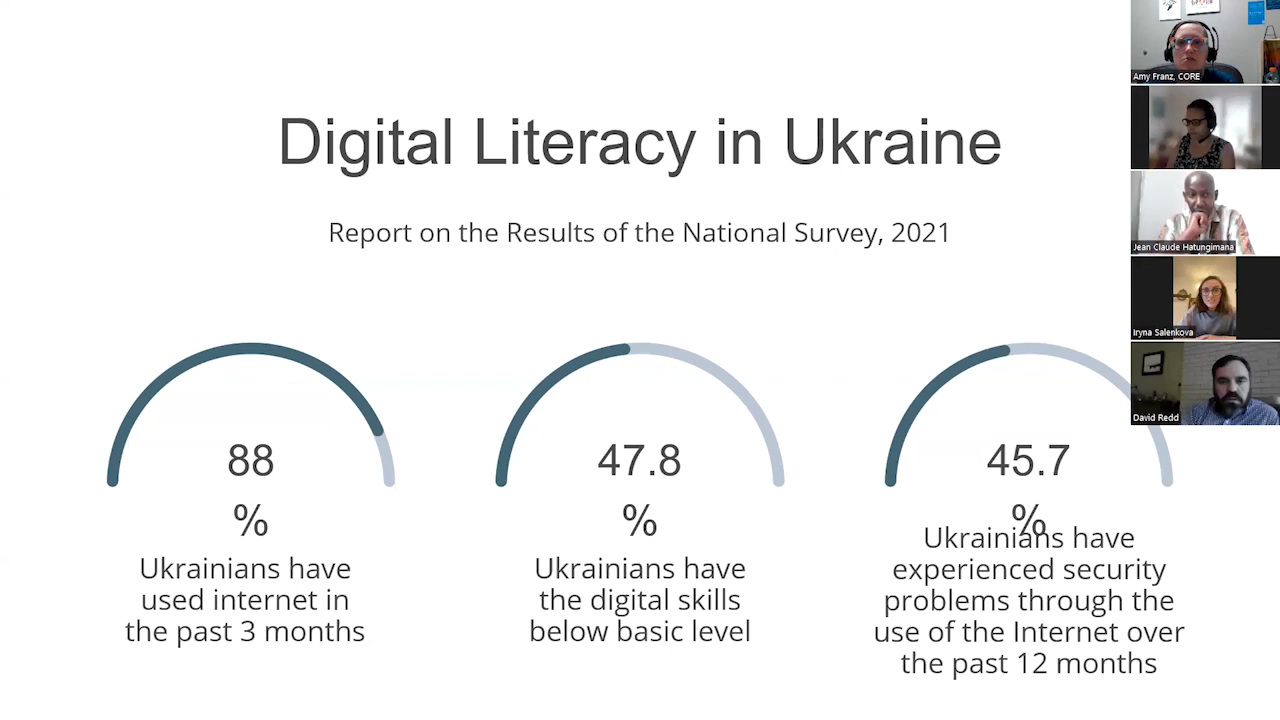 Digital Literacy in Ukraine
Report on the Results of the National Survey, 2021
88
%
Ukrainians have
used internet in
the past 3 months
47.8
%
Ukrainians have
the digital skills
below basic level
45.7
%
Ukrainians have
experienced security
problems through the
use of the Internet over
the past 12 months
Amy Franz, CORE
Jean Claude Hatungimana
Iryna Salenkova
David Redd